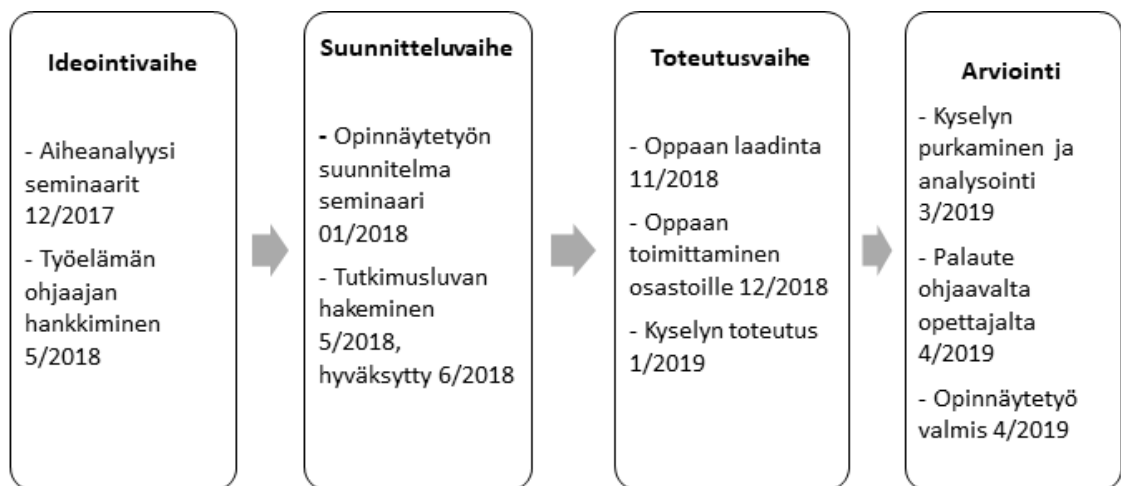 Ideointivaihe
- Aiheanalyysi
seminaarit
12/2017
- Työelämän
ohjaajan
hankkiminen
5/2018
Suunnitteluvaihe
- Opinnäytetyön
suunnitelma
seminaari
01/2018
- Tutkimusluvan
hakeminen
5/2018,
hyväksytty 6/2018
Toteutusvaihe
- Oppaan laadinta
11/2018
- Oppaan
toimittaminen
osastoille 12/2018
- Kyselyn toteutus
1/2019
Arviointi
- Kyselyn
purkaminen ja
analysointi
3/2019
- Palaute
ohjaavalta
opettajalta
4/2019
- Opinnäytetyö
valmis 4/2019